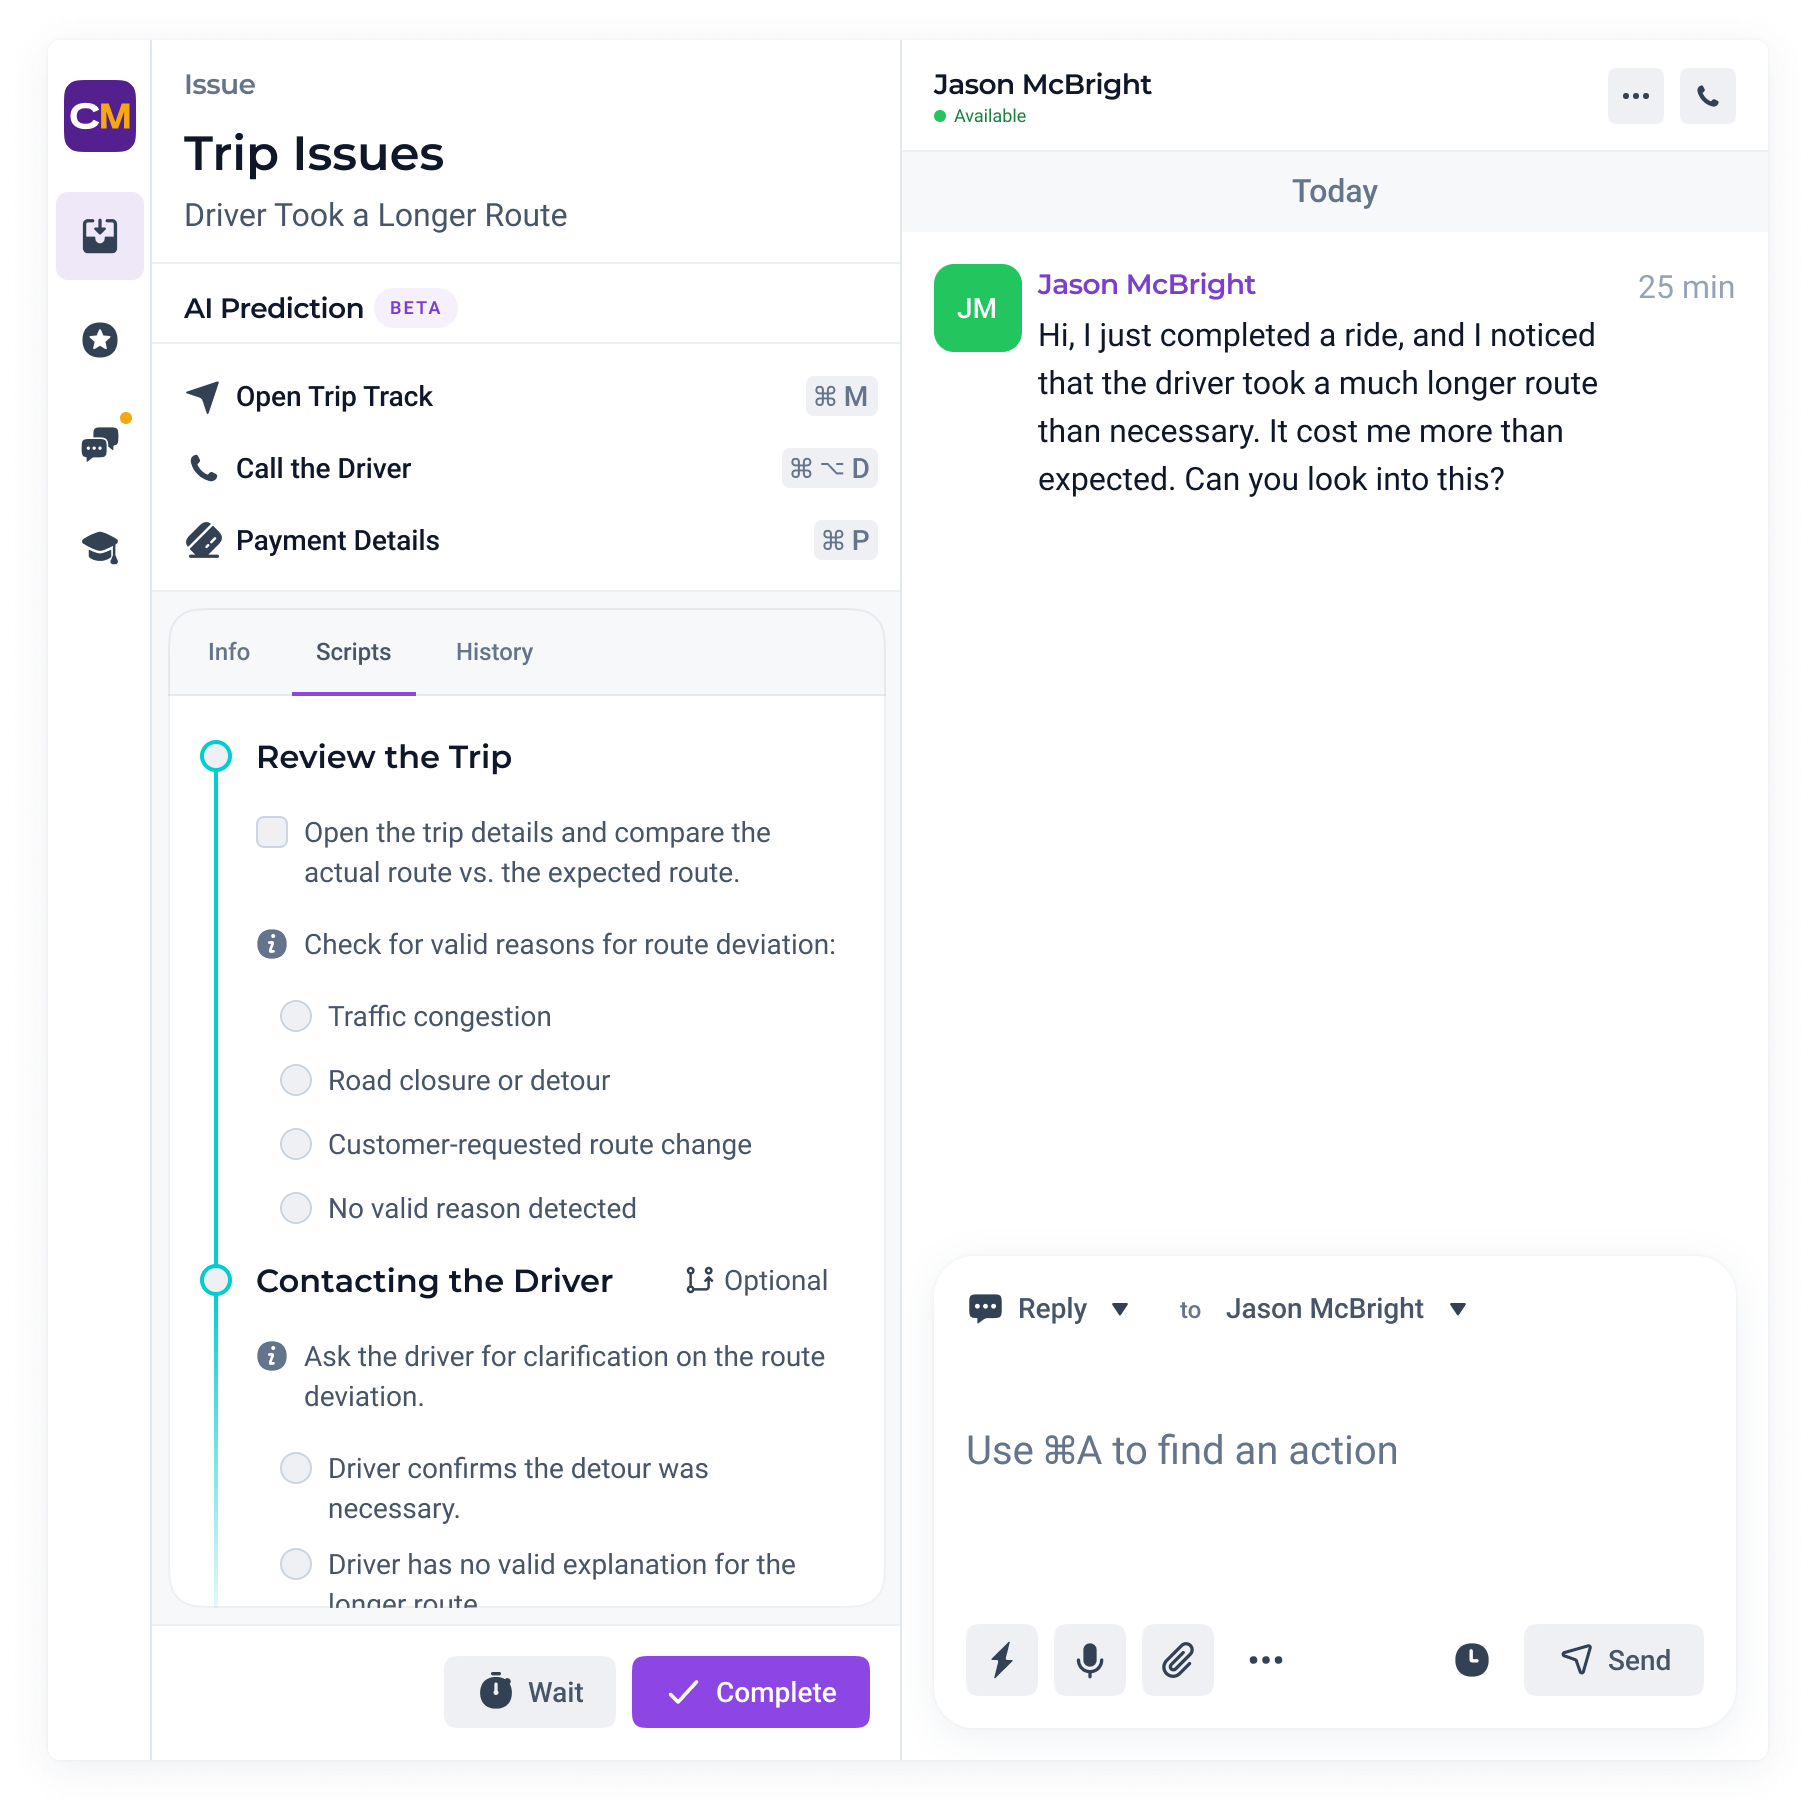 CM
Issue
Trip Issues
Driver Took a Longer Route
AI Prediction BETA
Open Trip Track ⌘ M
Call the Driver ⌘ ⌥ D
Payment Details ⌘ P
Info Scripts History
Review the Trip
Open the trip details and compare the
actual route vs. the expected route.
Check for valid reasons for route deviation:
Traffic congestion
Road closure or detour
Customer-requested route change
No valid reason detected
Contacting the Driver Optional
Ask the driver for clarification on the route
deviation.
Driver confirms the detour was
necessary.
Driver has no valid explanation for the
longer route
Wait Complete
Jason McBright
Available
Today
JM
Jason McBright 25 min
Hi, I just completed a ride, and I noticed
that the driver took a much longer route
than necessary. It cost me more than
expected. Can you look into this?
Reply to Jason McBright
Use ⌘A to find an action
Send